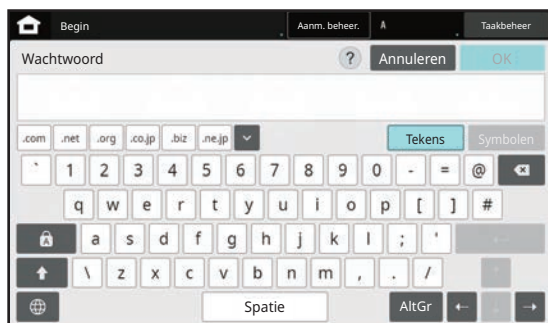 Begin Aanm. beheer. A Taakbeheer
Wachtwoord ? Annuleren OK
.com .net .org .co.jp .biz .ne.jp Tekens Symbolen
` 1 2 3 4 5 6 7 8 9 0 - = @
q w e r t y u i o p [ ] #
A a s d f g h j k l ; '
\ z x c v b n m , . /
Spatie AltGr ← ↓ →